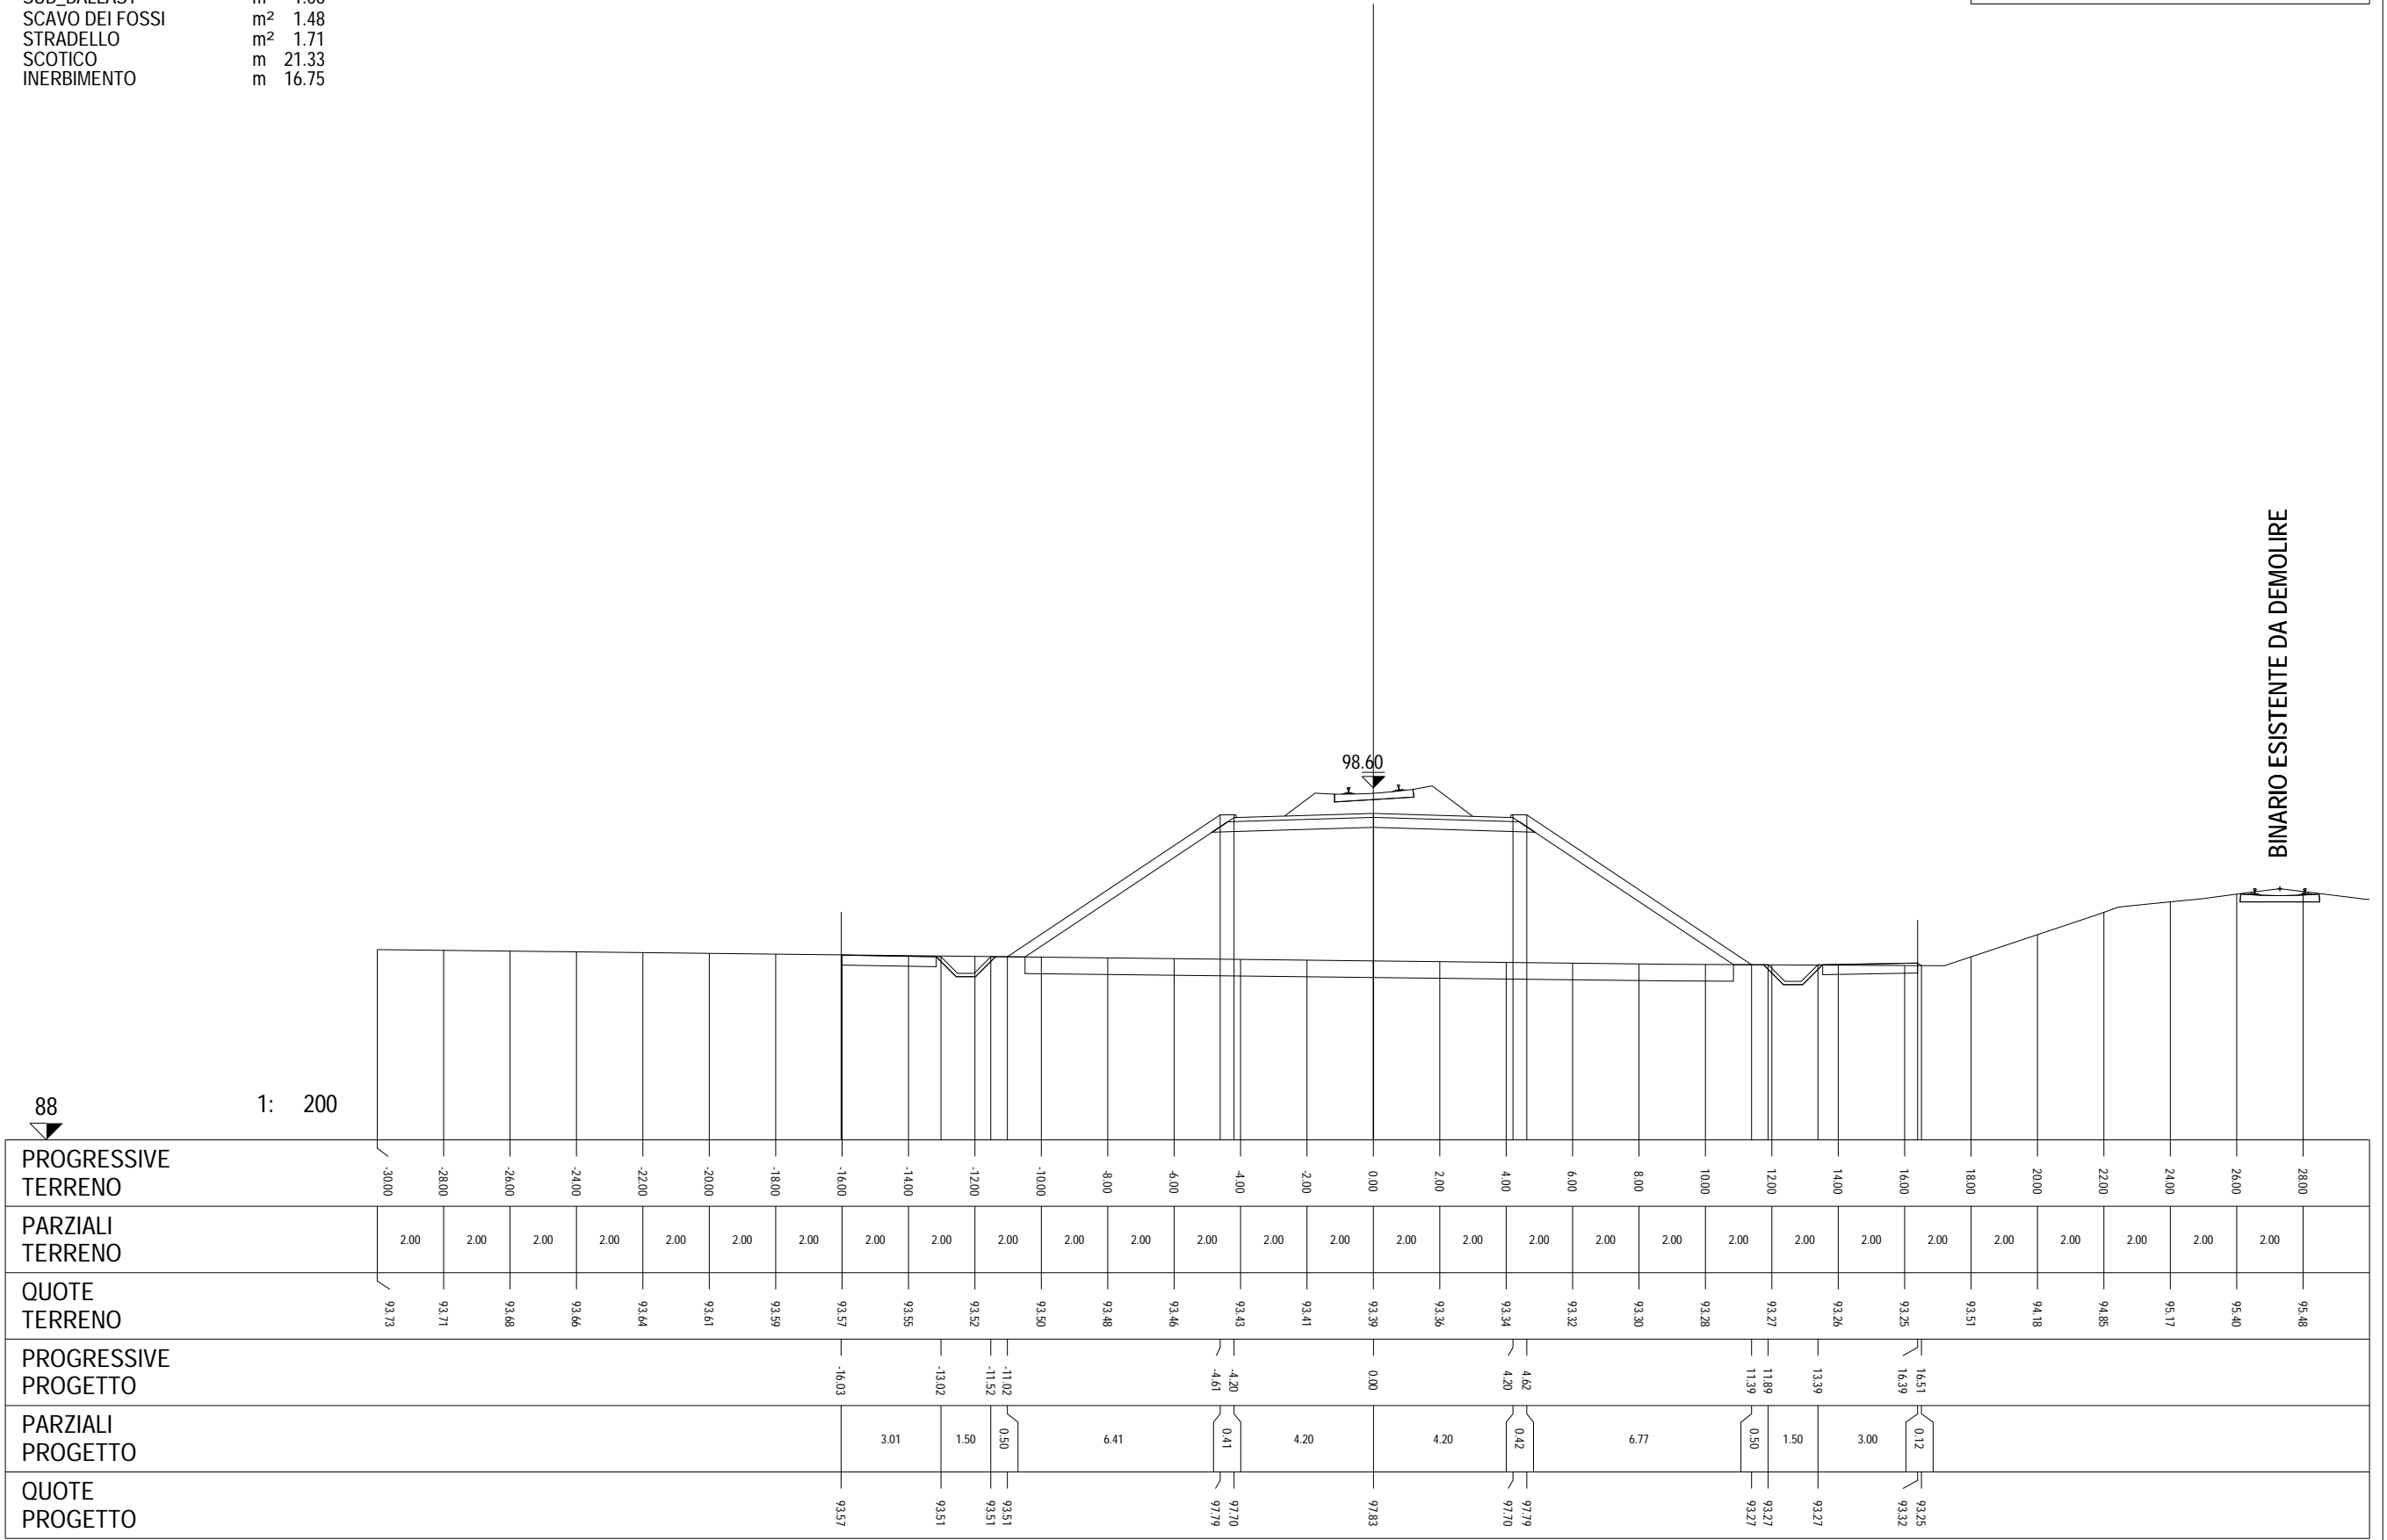 SCAVO DEI FOSSI m² 1.48
STRADELLO m² 1.71
SCOTICO m 21.33
INERBIMENTO m 16.75
BINARIO ESISTENTE DA DEMOLIRE
98.60
88
1: 200
PROGRESSIVE TERRENO
-30.00 -28.00 -26.00 -24.00 -22.00 -20.00 -18.00 -16.00 -14.00 -12.00 -10.00 -8.00 -6.00 -4.00 -2.00 0.00 2.00 4.00 6.00 8.00 10.00 12.00 14.00 16.00 18.00 20.00 22.00 24.00 26.00 28.00
PARZIALI TERRENO
2.00 2.00 2.00 2.00 2.00 2.00 2.00 2.00 2.00 2.00 2.00 2.00 2.00 2.00 2.00 2.00 2.00 2.00 2.00 2.00 2.00 2.00 2.00 2.00 2.00 2.00 2.00 2.00 2.00
QUOTE TERRENO
93.73 93.71 93.68 93.66 93.64 93.61 93.59 93.57 93.55 93.52 93.50 93.48 93.46 93.43 93.41 93.39 93.36 93.34 93.32 93.30 93.28 93.27 93.26 93.25 93.51 94.18 94.85 95.17 95.40 95.48
PROGRESSIVE PROGETTO
-16.03 -13.02 -11.52 -11.02 -4.61 -4.20 0.00 4.20 4.62 11.39 11.89 13.39 16.39 16.51
PARZIALI PROGETTO
3.01 1.50 0.50 6.41 0.41 4.20 4.20 0.42 6.77 0.50 1.50 3.00 0.12
QUOTE PROGETTO
93.57 93.51 93.51 93.51 97.79 97.70 97.83 97.70 97.79 93.27 93.27 93.27 93.32 93.25